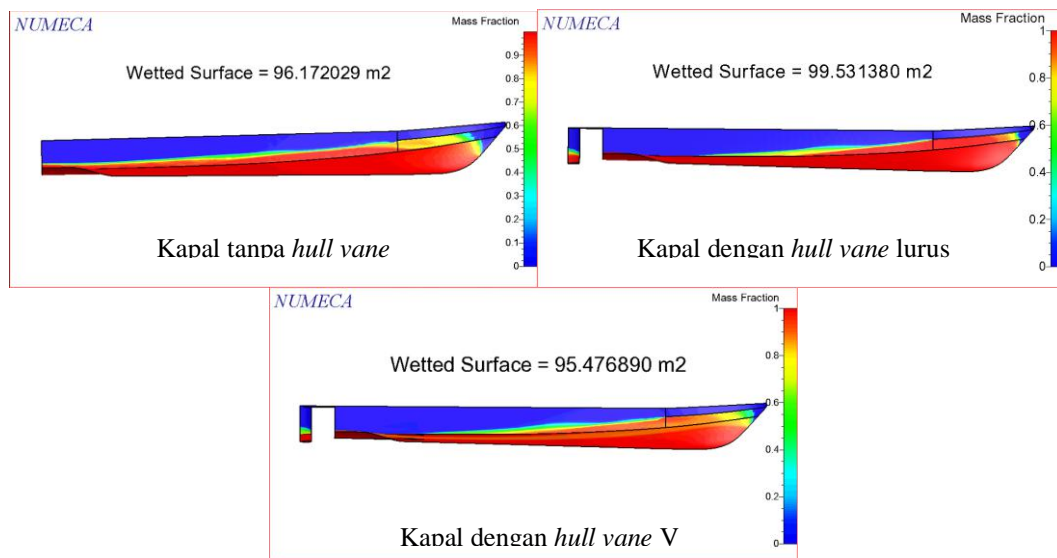 NUMECA
Mass Fraction
Wetted Surface = 96.172029 m2
0.9
0.8
0.7
0.6
0.5
0.4
0.3
0.2
0.1
0
Kapal tanpa hull vane
NUMECA
Mass Fraction
Wetted Surface = 99.531380 m2
1
0.8
0.6
0.4
0.2
0
Kapal dengan hull vane lurus
NUMECA
Mass Fraction
Wetted Surface = 95.476890 m2
1
0.8
0.6
0.4
0.2
0
Kapal dengan hull vane V